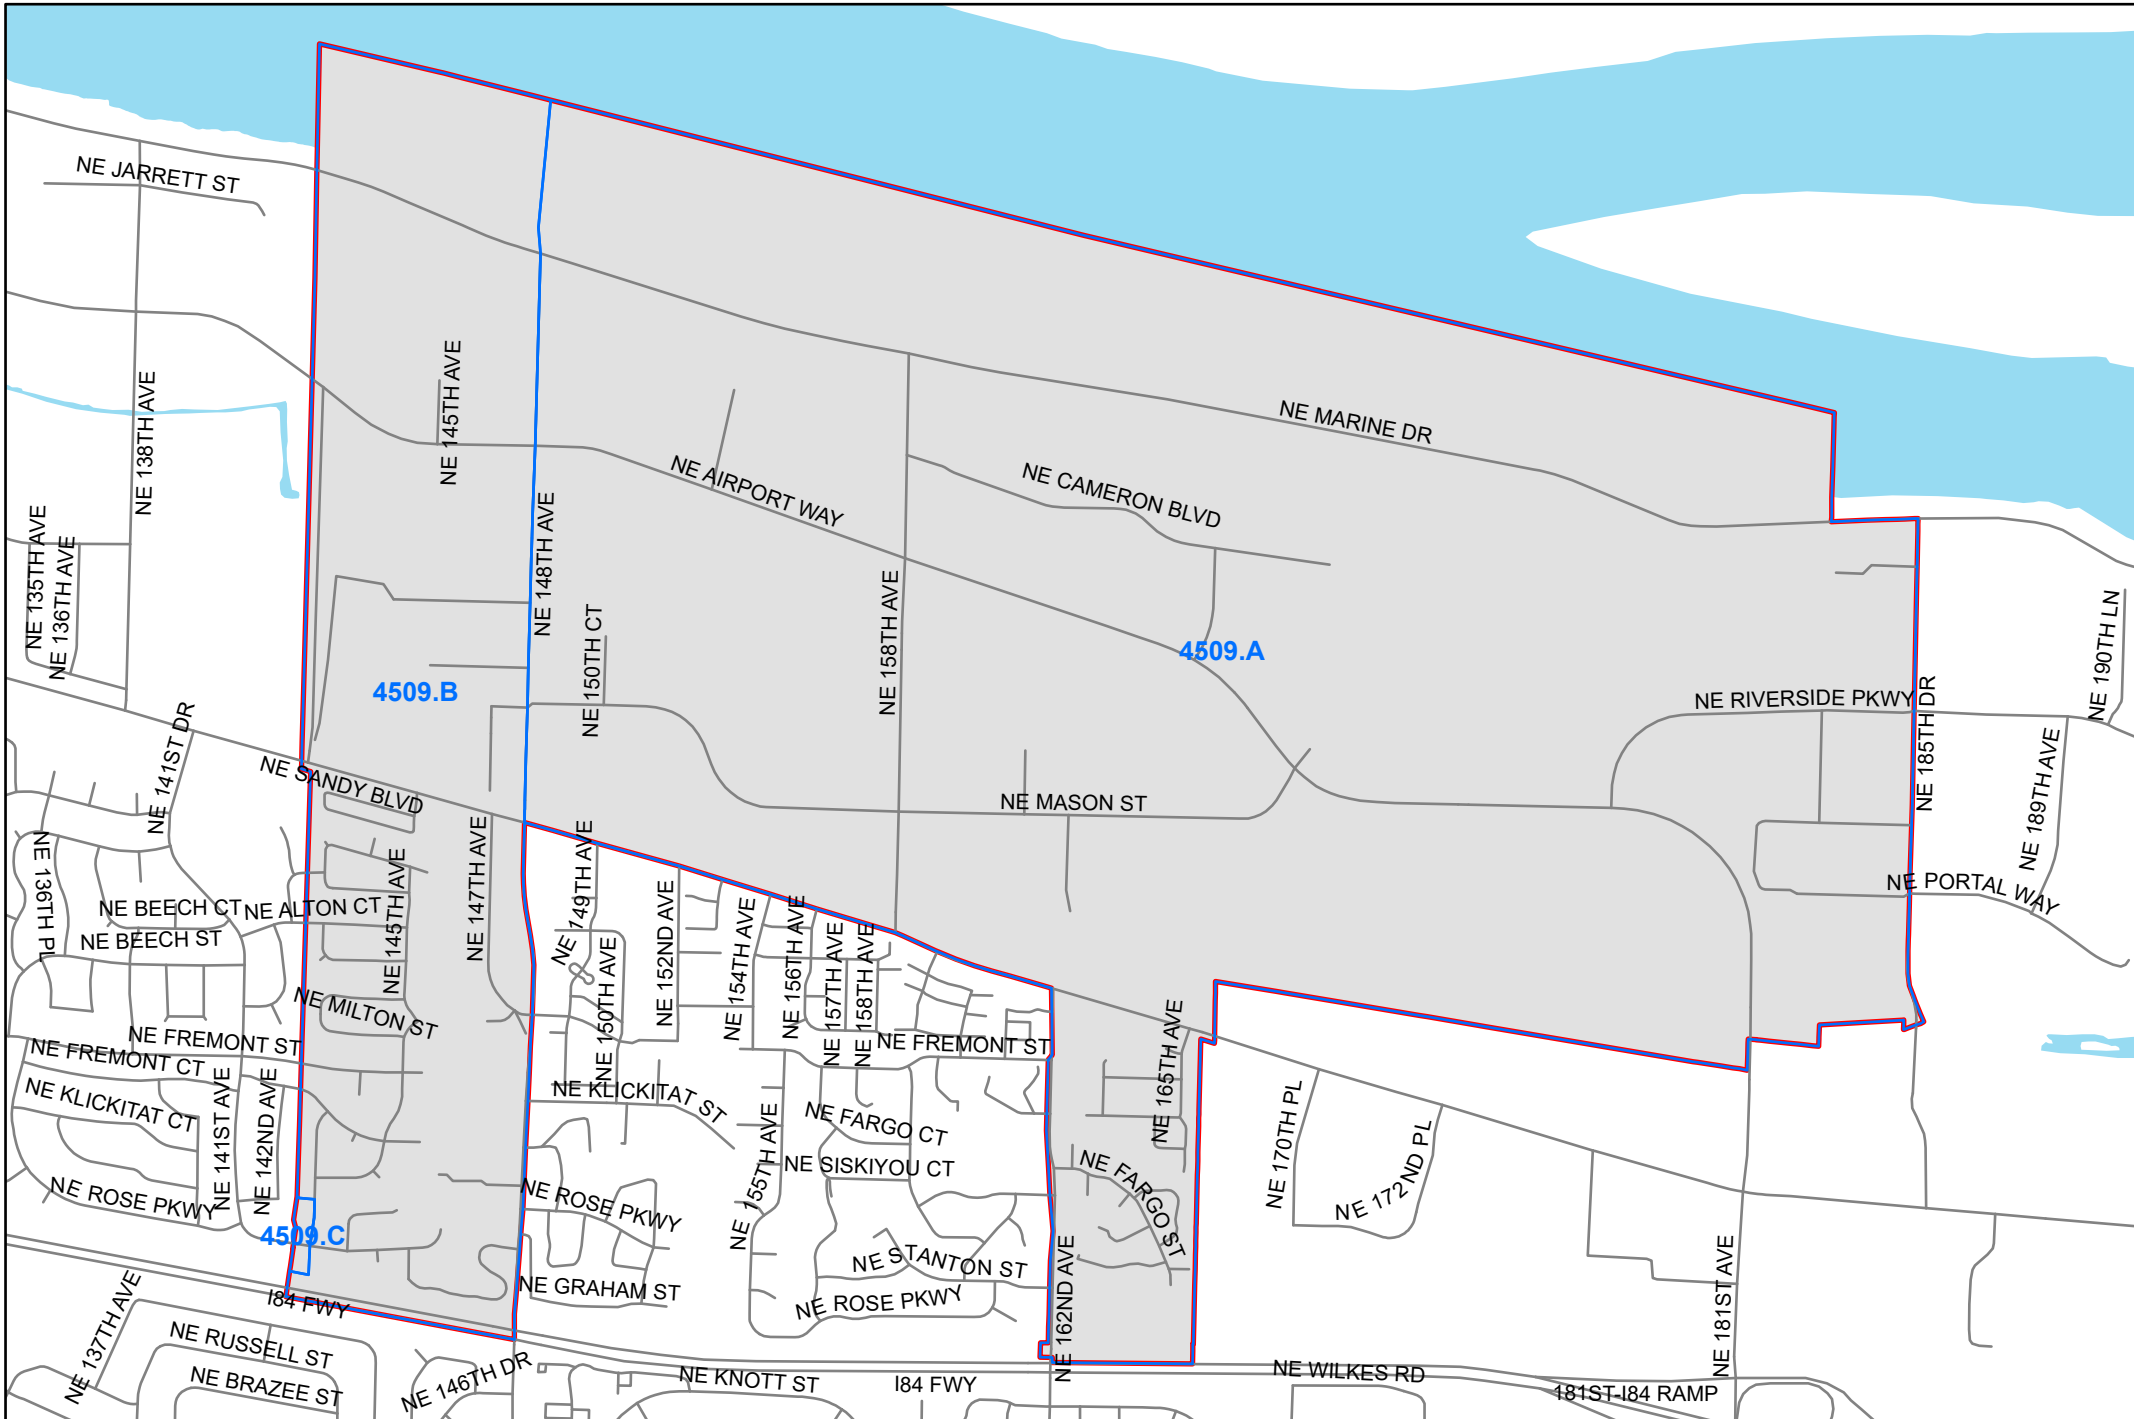 NE JARRETT ST
NE 138TH AVE
NE 145TH AVE
NE MARINE DR
NE AIRPORT WAY
NE CAMERON BLVD
NE 135TH AVE
NE 136TH AVE
NE 148TH AVE
NE 150TH CT
NE 158TH AVE
4509.A
4509.B
NE RIVERSIDE PKWY
NE 185TH DR
NE 190TH LN
NE 189TH AVE
NE 141ST DR
NE SANDY BLVD
NE MASON ST
NE PORTAL WAY
NE 136TH PL
NE BEECH CT
NE ALTON CT
NE BEECH ST
NE 145TH AVE
NE 147TH AVE
NE 149TH AVE
NE 150TH AVE
NE 152ND AVE
NE 154TH AVE
NE 156TH AVE
NE 157TH AVE
NE 158TH AVE
NE MILTON ST
NE FREMONT ST
NE FREMONT ST
NE FREMONT CT
NE KLICKITAT CT
NE 141ST AVE
NE 142ND AVE
NE KLICKITAT ST
NE 155TH AVE
NE FARGO CT
NE SISKIYOU CT
NE 165TH AVE
NE FARGO ST
NE 170TH PL
NE 172ND PL
NE ROSE PKWY
NE ROSE PKWY
4509.C
NE STANTON ST
NE GRAHAM ST
NE ROSE PKWY
NE 162ND AVE
NE 181ST AVE
I84 FWY
NE 137TH AVE
NE RUSSELL ST
NE BRAZEE ST
NE 146TH DR
NE KNOTT ST
I84 FWY
NE WILKES RD
181ST-I84 RAMP